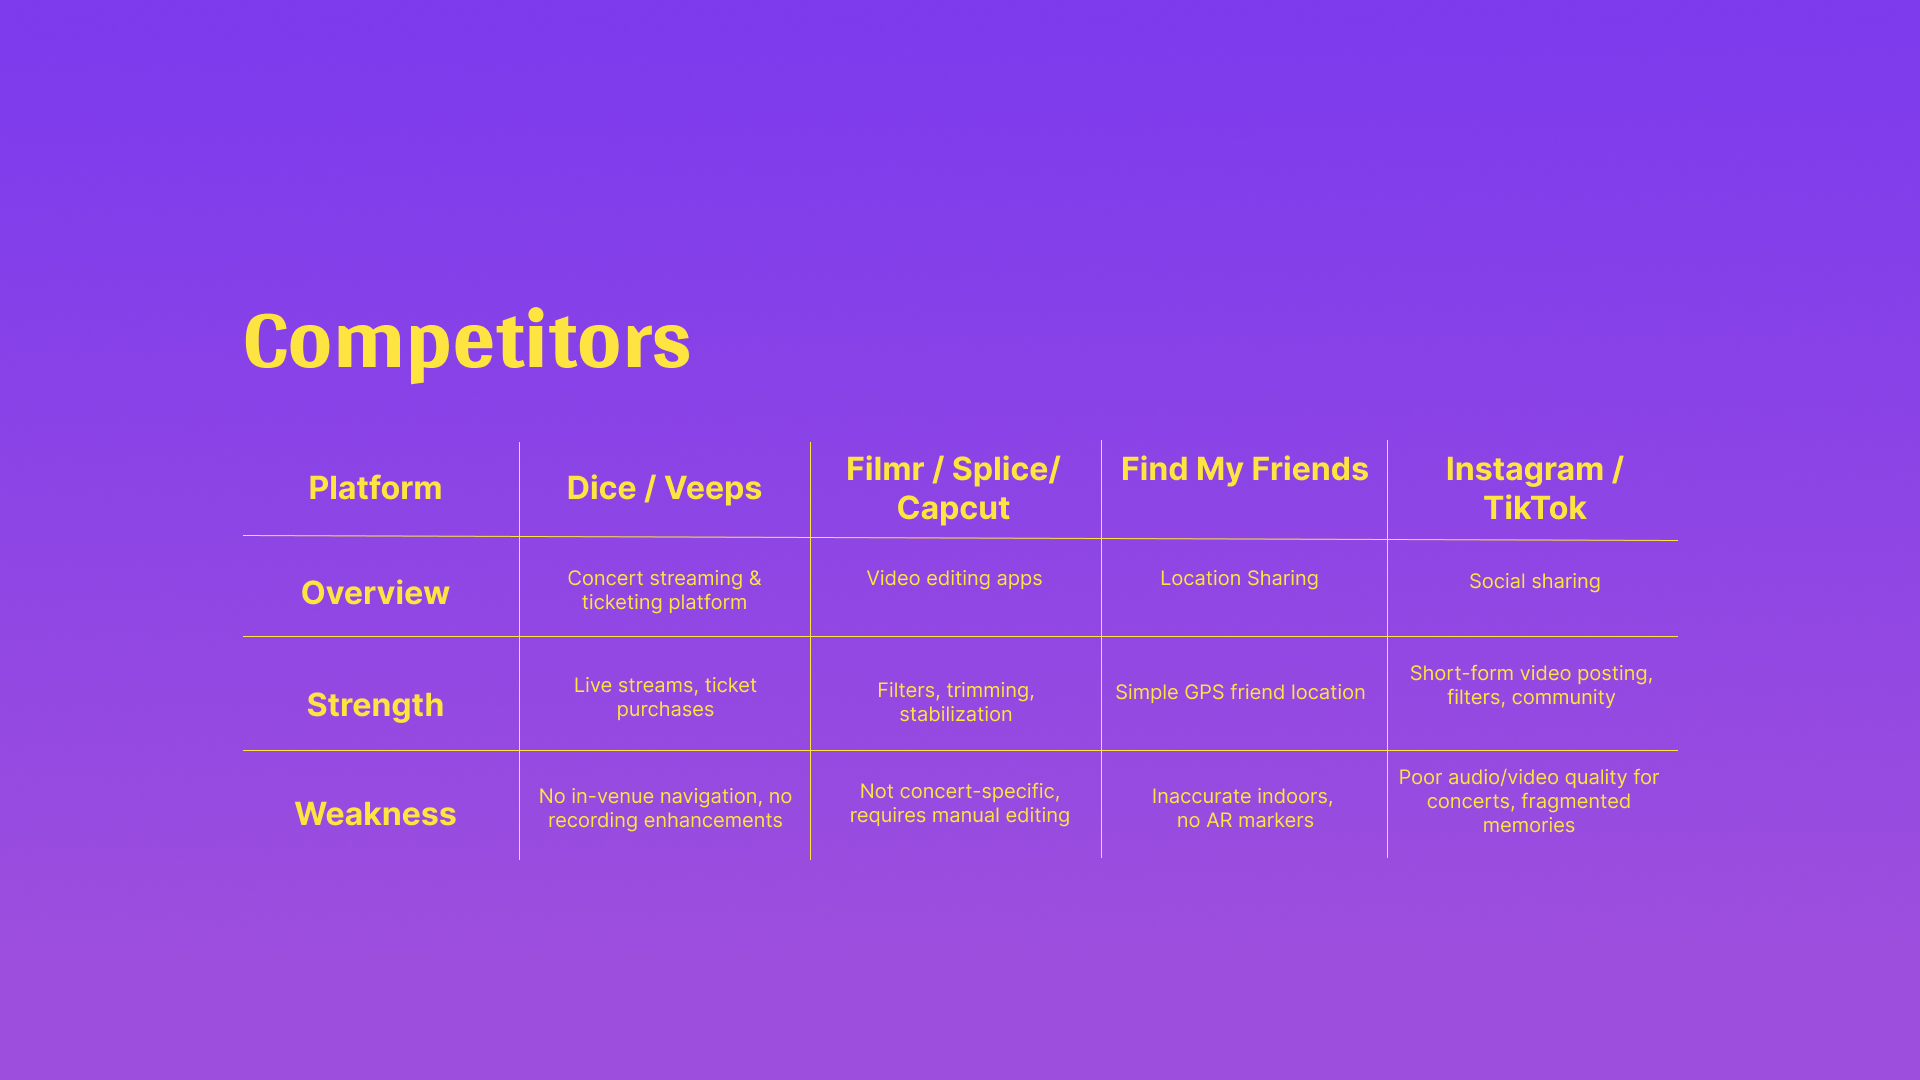 Competitors
Platform
Dice / Veeps
Filmr / Splice/
Capcut
Find My Friends
Instagram /
TikTok
Overview
Concert streaming &
ticketing platform
Video editing apps
Location Sharing
Social sharing
Strength
Live streams, ticket
purchases
Filters, trimming,
stabilization
Simple GPS friend location
Short-form video posting,
filters, community
Weakness
No in-venue navigation, no
recording enhancements
Not concert-specific,
requires manual editing
Inaccurate indoors,
no AR markers
Poor audio/video quality for
concerts, fragmented
memories